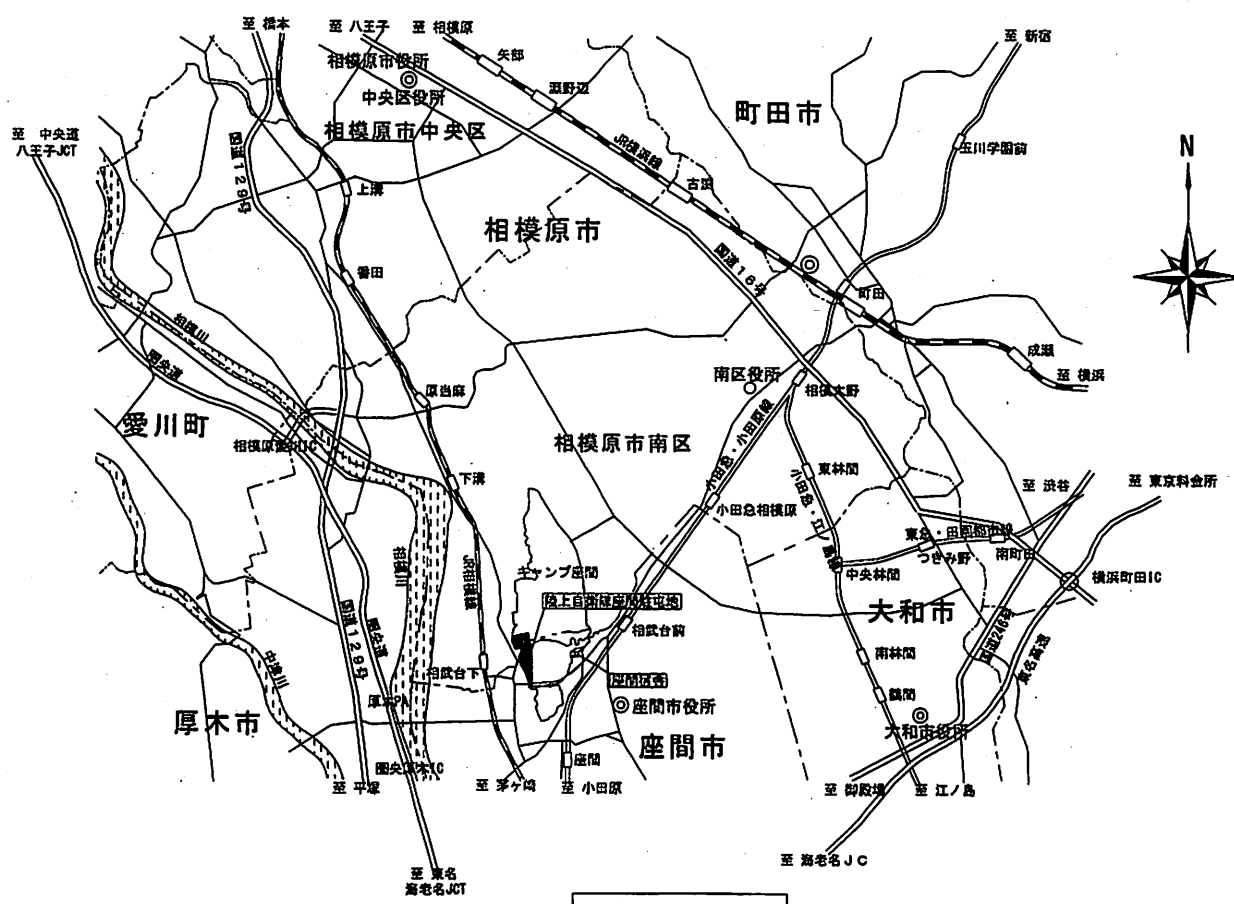 至 橋本
至 八王子
至 相模原
至 新宿
矢部
相模原市役所
中央区役所
淵野辺
町田市
相模原市中央区
至 中央道
八王子JCT
国道129号
JR横浜線
玉川学園前
N
上溝
古淵
相模原市
国道16号
番田
町田
相模川
圏央道
成瀬
至 横浜
南区役所
相模大野
原当麻
愛川町
相模原愛川IC
相模原市南区
小田急・小田原線
東林間
小田急・江ノ島線
下溝
小田急相模原
至 渋谷
至 東京料金所
東急・田園都市線
つきみ野
南町田
中央林間
横浜町田IC
相模川
JR相模線
キャンプ座間
陸上自衛隊座間駐屯地
大和市
相武台前
国道246号
東名高速
国道129号
圏央道
中津川
南林間
相武台下
座間宿舎
鶴間
厚木PA
座間市役所
大和市役所
厚木市
座間市
圏央厚木IC
座間
至 平塚
至 茅ヶ崎
至 小田原
至 御殿場
至 江ノ島
至 海老名JC
至 東名
海老名JCT